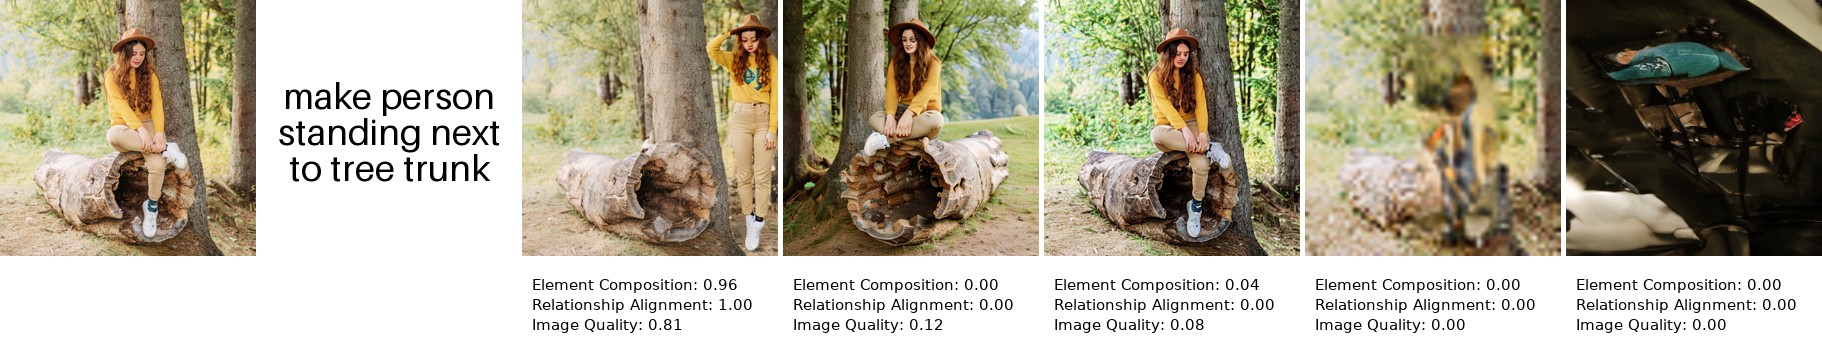 make person
standing next
to tree trunk
Element Composition: 0.96
Relationship Alignment: 1.00
Image Quality: 0.81
Element Composition: 0.00
Relationship Alignment: 0.00
Image Quality: 0.12
Element Composition: 0.04
Relationship Alignment: 0.00
Image Quality: 0.08
Element Composition: 0.00
Relationship Alignment: 0.00
Image Quality: 0.00
Element Composition: 0.00
Relationship Alignment: 0.00
Image Quality: 0.00